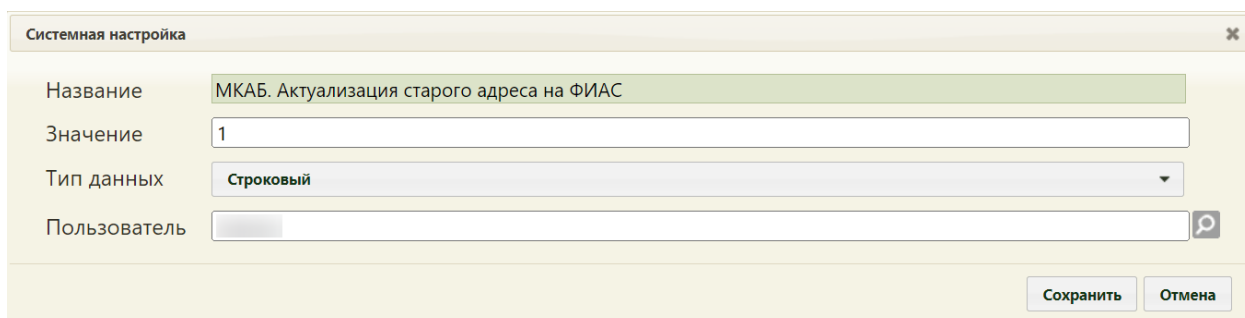 Системная настройка
Название МКАБ. Актуализация старого адреса на ФИАС
Значение 1
Тип данных Строковый
Пользователь
Сохранить Отмена